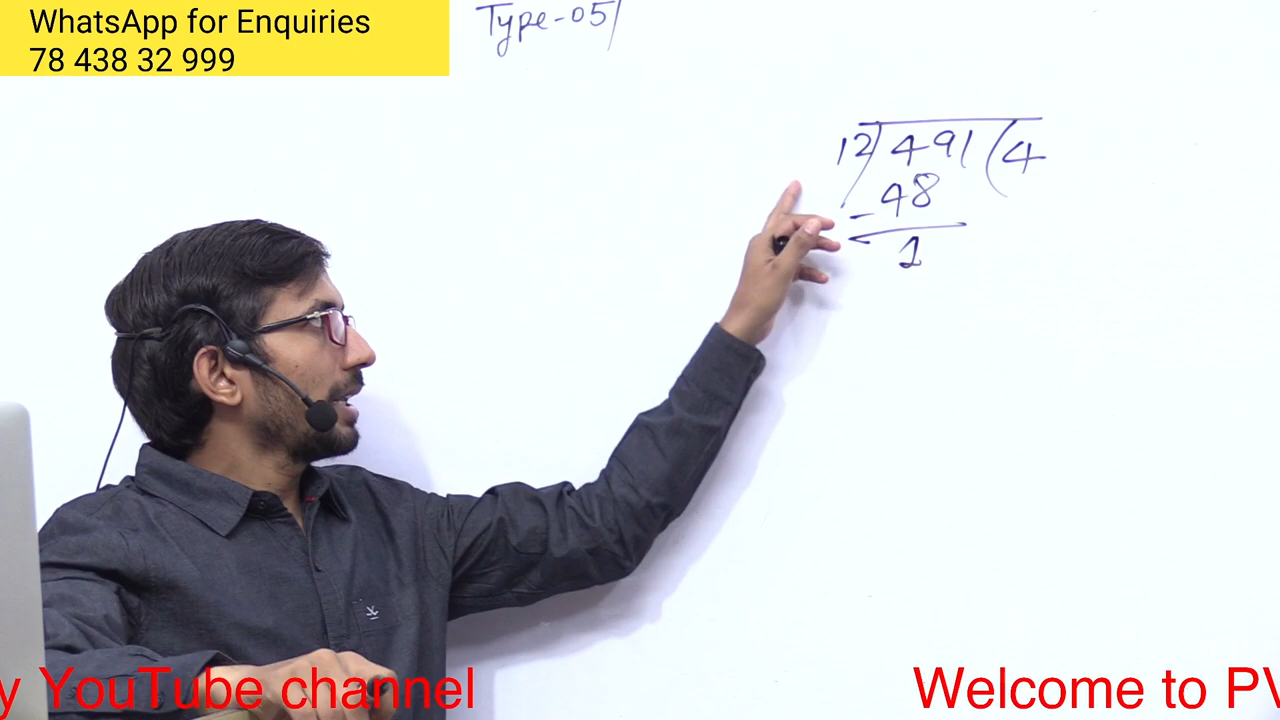 WhatsApp for Enquiries
78 438 32 999
Type-05/
12) 491 (4
- 48
1
y YouTube channel
Welcome to PV